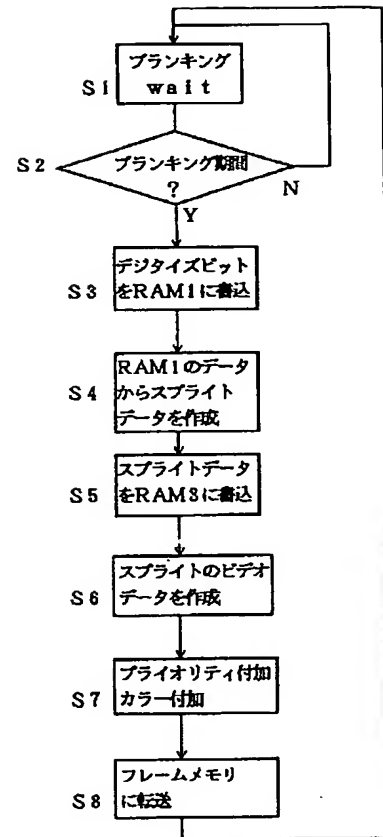 ブランキング
wait
S1
S2
ブランキング期間
?
N
Y
デジタイズビット
をRAM1に書込
S3
RAM1のデータ
からスプライト
データを作成
S4
スプライトデータ
をRAM3に書込
S5
スプライトのビデオ
データを作成
S6
プライオリティ付加
カラー付加
S7
フレームメモリ
に転送
S8